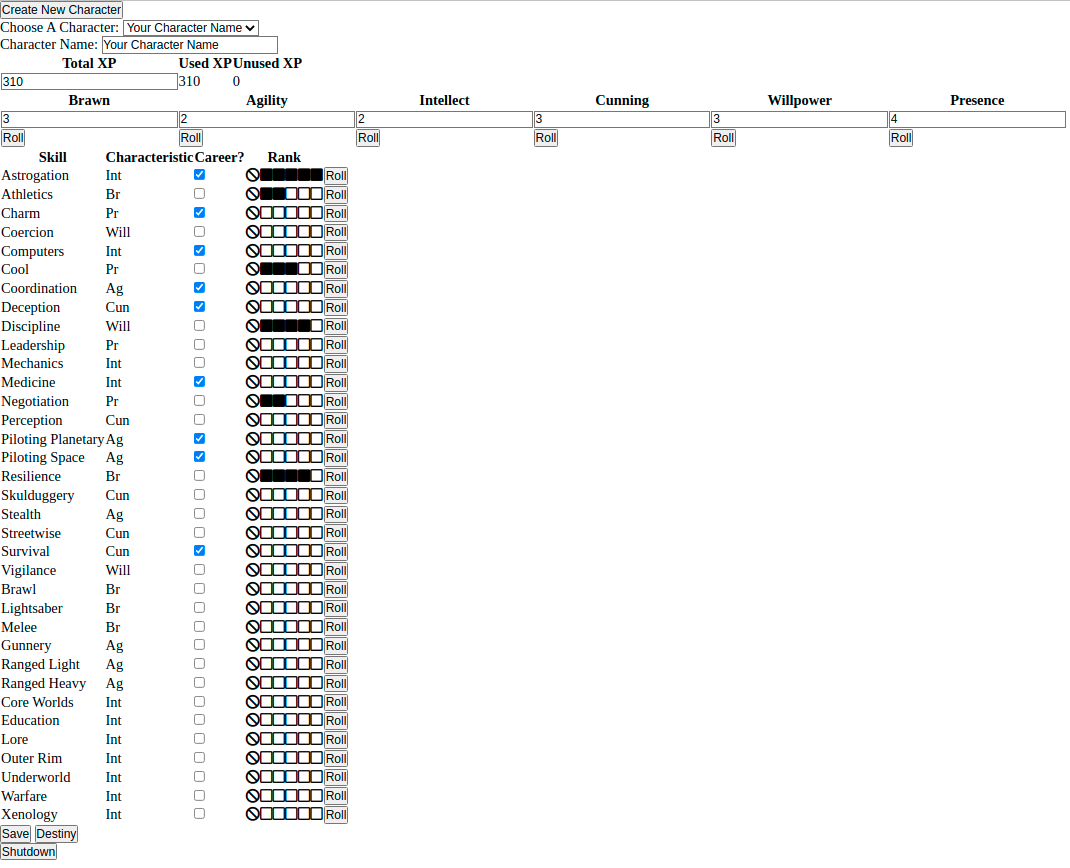 Create New Character
Choose A Character: Your Character Name
Character Name: Your Character Name
Total XP Used XP Unused XP
310 310 0
Brawn Agility Intellect Cunning Willpower Presence
3 2 2 3 3 4
Roll Roll Roll Roll Roll Roll
Skill Characteristic Career? Rank
Astrogation Int Roll
Athletics Br Roll
Charm Pr Roll
Coercion Will Roll
Computers Int Roll
Cool Pr Roll
Coordination Ag Roll
Deception Cun Roll
Discipline Will Roll
Leadership Pr Roll
Mechanics Int Roll
Medicine Int Roll
Negotiation Pr Roll
Perception Cun Roll
Piloting Planetary Ag Roll
Piloting Space Ag Roll
Resilience Br Roll
Skulduggery Cun Roll
Stealth Ag Roll
Streetwise Cun Roll
Survival Cun Roll
Vigilance Will Roll
Brawl Br Roll
Lightsaber Br Roll
Melee Br Roll
Gunnery Ag Roll
Ranged Light Ag Roll
Ranged Heavy Ag Roll
Core Worlds Int Roll
Education Int Roll
Lore Int Roll
Outer Rim Int Roll
Underworld Int Roll
Warfare Int Roll
Xenology Int Roll
Save Destiny
Shutdown